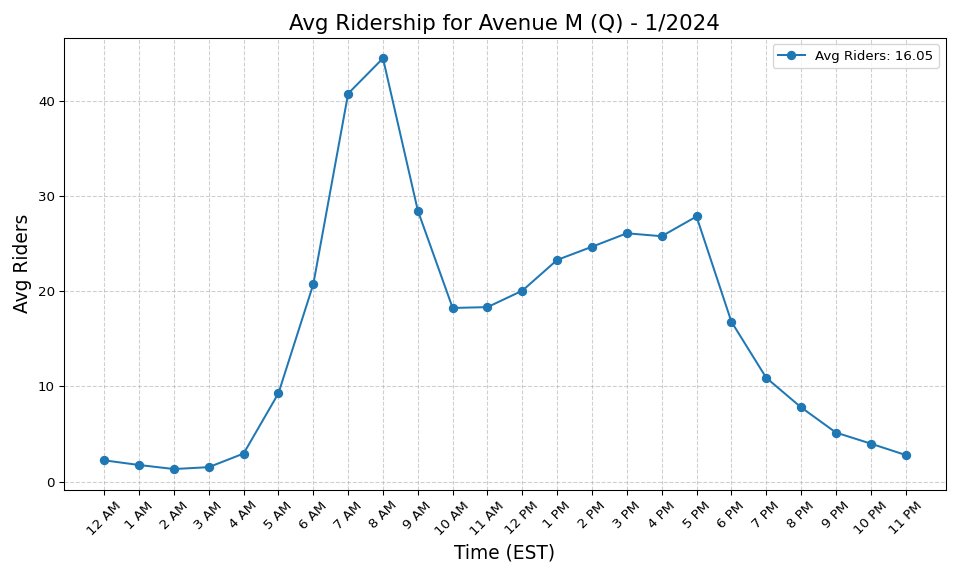 Avg Ridership for Avenue M (Q) - 1/2024
Avg Riders: 16.05
Avg Riders
40
30
20
10
0
12 AM
1 AM
2 AM
3 AM
4 AM
5 AM
6 AM
7 AM
8 AM
9 AM
10 AM
11 AM
12 PM
1 PM
2 PM
3 PM
4 PM
5 PM
6 PM
7 PM
8 PM
9 PM
10 PM
11 PM
Time (EST)